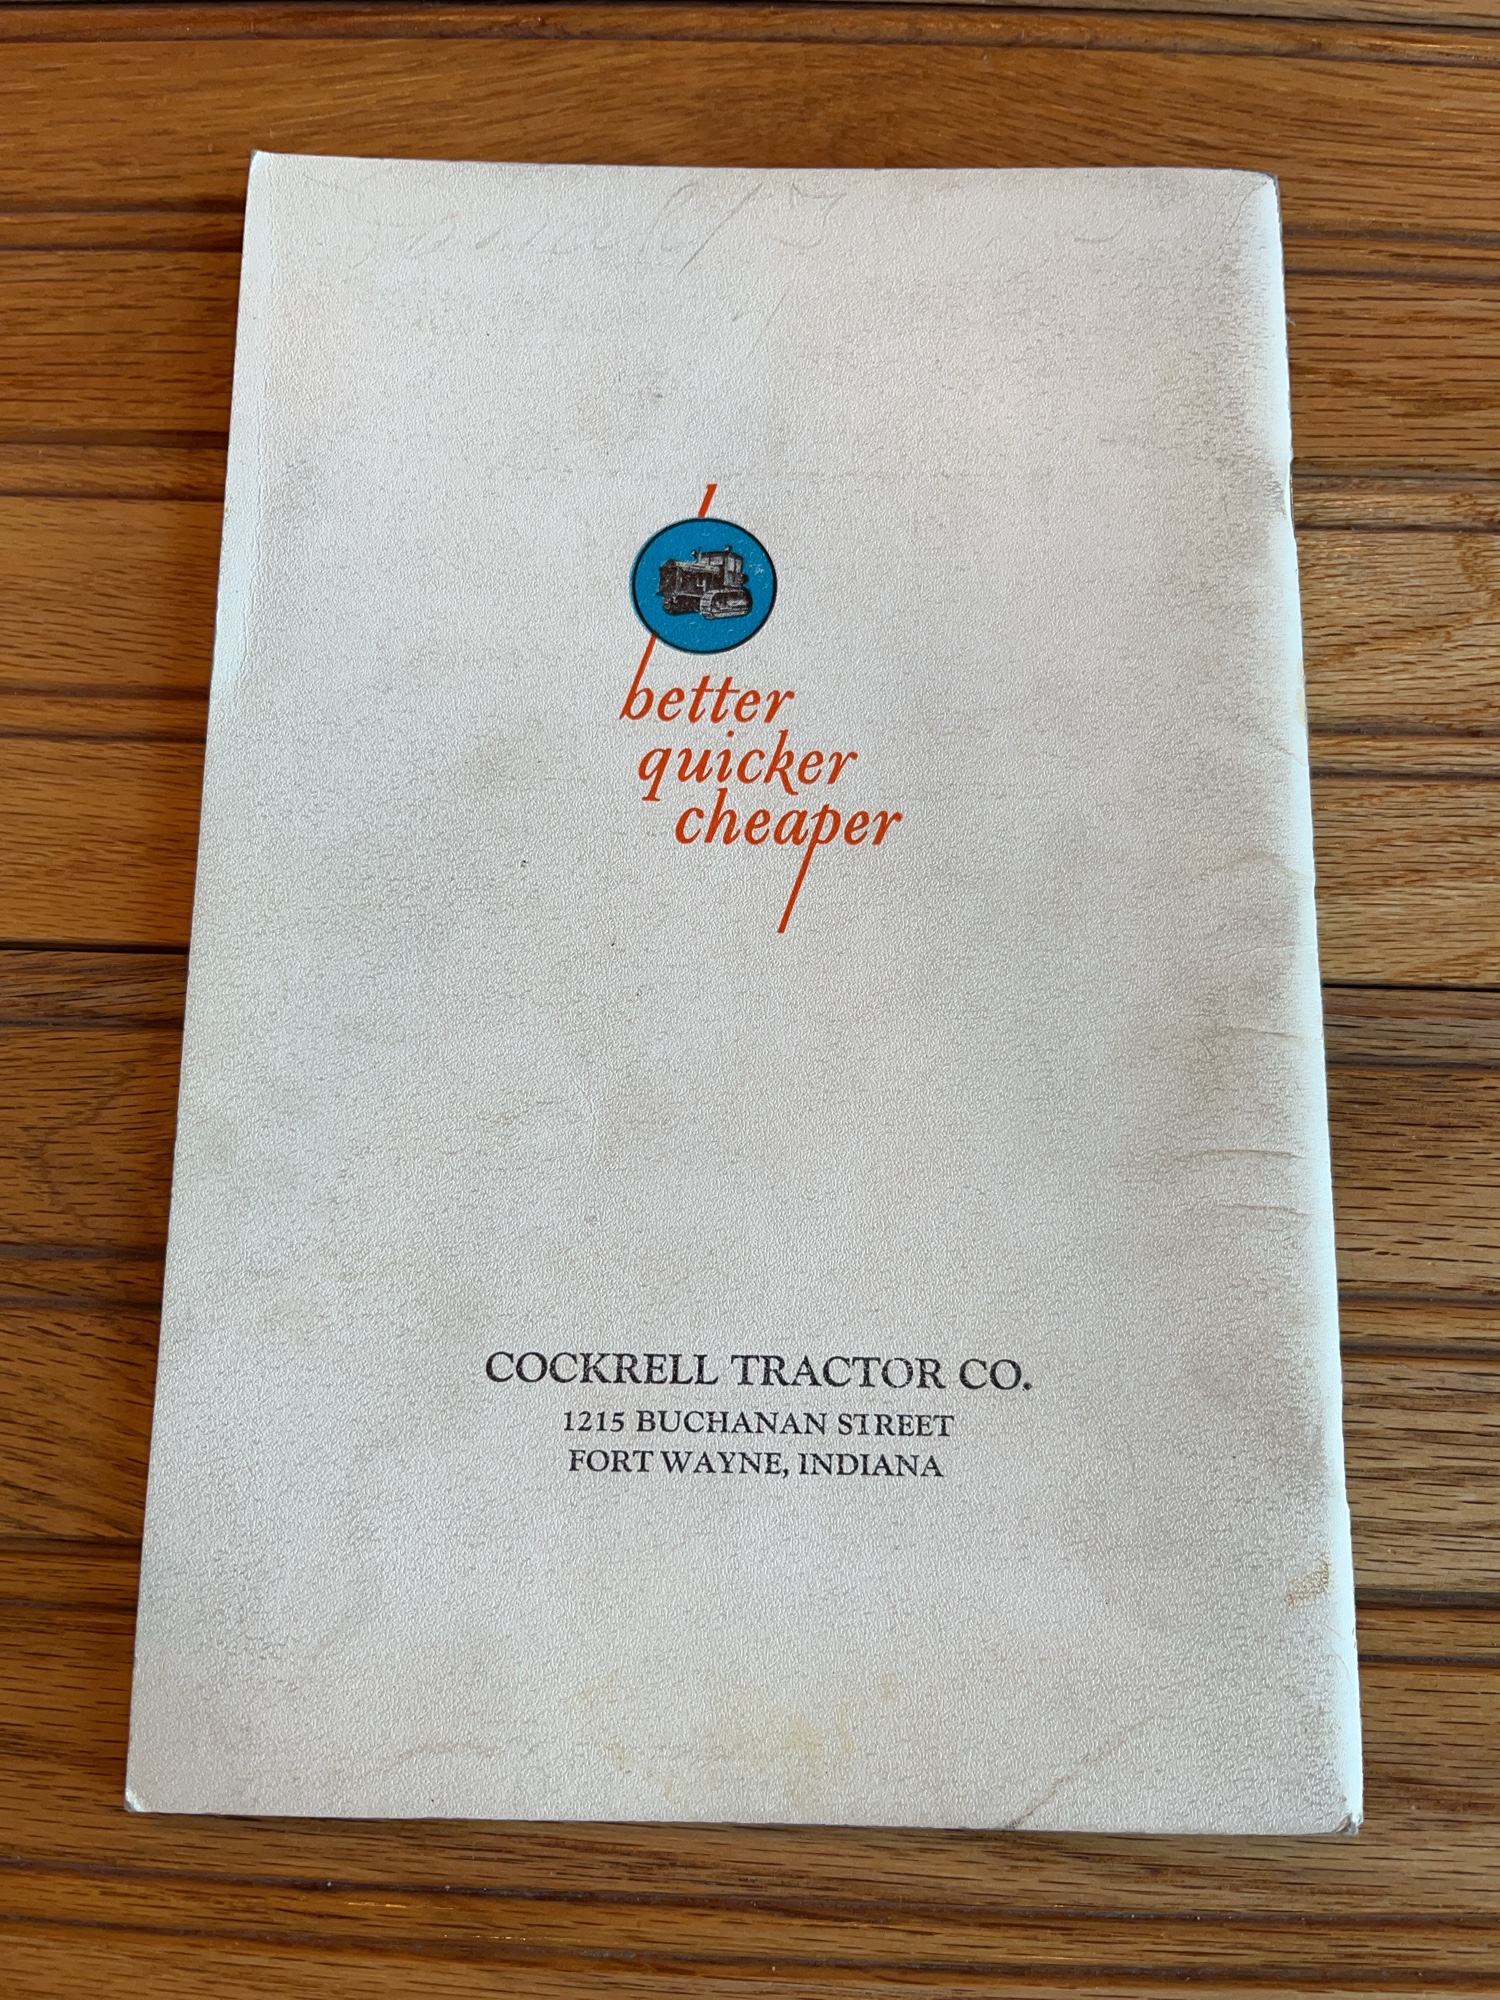 better
quicker
cheaper
COCKRELL TRACTOR CO.
1215 BUCHANAN STREET
FORT WAYNE, INDIANA